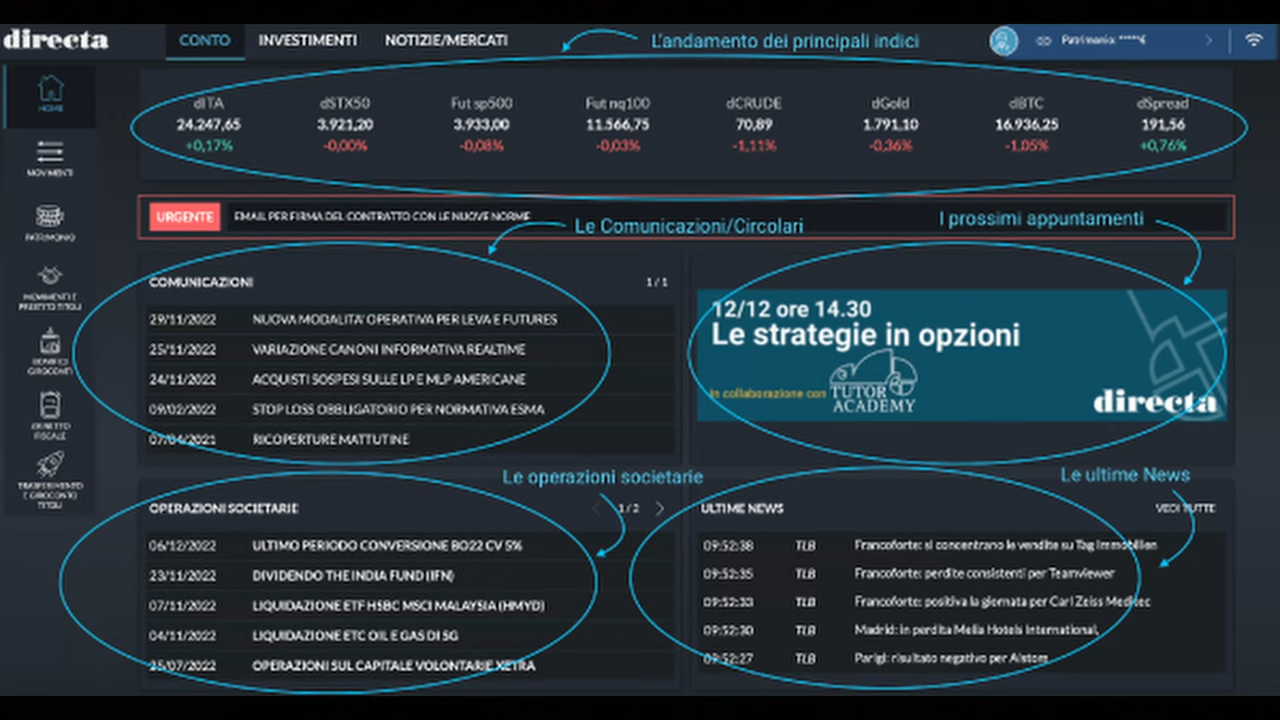 directa
CONTO INVESTIMENTI NOTIZIE/MERCATI
L'andamento dei principali indici
Patrimonio: *****€
HOME
MOVIMENTI
PATRIMONIO
MOVIMENTI E
PRESTITO TITOLI
BONIFICI
GIROCONTI
FISCALE
TRASFERIMENTO
E GIROCONTO
TITOLI
dITA dSTX50 Fut sp500 Fut nq100 dCRUDE dGold dBTC dSpread
24.247,65 3.921,20 3.933,00 11.566,75 70,89 1.791,10 16.936,25 191,56
+0,17% -0,00% -0,08% -0,03% -1,11% -0,36% -1,05% +0,76%
URGENTE EMAIL PER FIRMA DEL CONTRATTO CON LE NUOVE NORME
Le Comunicazioni/Circolari
I prossimi appuntamenti
COMUNICAZIONI 1 / 1
29/11/2022 NUOVA MODALITA' OPERATIVA PER LEVA E FUTURES
25/11/2022 VARIAZIONE CANONI INFORMATIVA REALTIME
24/11/2022 ACQUISTI SOSPESI SULLE LP E MLP AMERICANE
09/02/2022 STOP LOSS OBBLIGATORIO PER NORMATIVA ESMA
07/04/2021 RICOPERTURE MATTUTINE
12/12 ore 14.30
Le strategie in opzioni
In collaborazione con TUTOR
ACADEMY
directa
Le operazioni societarie
OPERAZIONI SOCIETARIE 1 / 2
06/12/2022 ULTIMO PERIODO CONVERSIONE BO22 CV 5%
23/11/2022 DIVIDENDO THE INDIA FUND (IFN)
07/11/2022 LIQUIDAZIONE ETF HSBC MSCI MALAYSIA (HMYD)
04/11/2022 LIQUIDAZIONE ETC OIL E GAS DI SG
25/07/2022 OPERAZIONI SUL CAPITALE VOLONTARIE XETRA
Le ultime News
ULTIME NEWS VEDI TUTTE
09:52:38 TLB Francoforte: si concentrano le vendite su Tag Immobilien
09:52:35 TLB Francoforte: perdite consistenti per Teamviewer
09:52:33 TLB Francoforte: positiva la giornata per Carl Zeiss Meditec
09:52:30 TLB Madrid: in perdita Melia Hotels International,
09:52:27 TLB Parigi: risultato negativo per Alstom